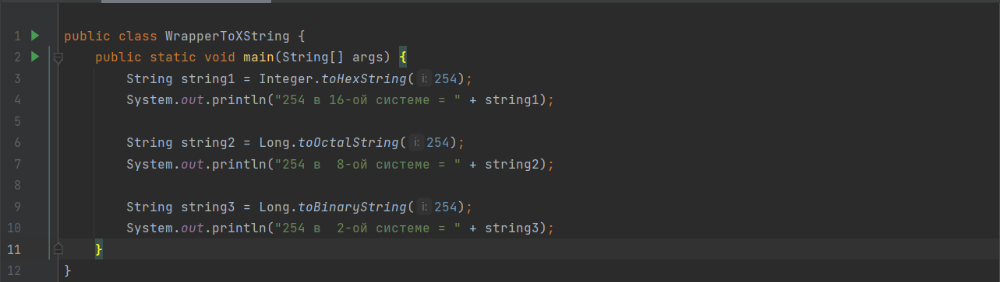 1 public class WrapperToXString {
2 public static void main(String[] args) {
3 String string1 = Integer.toHexString( i: 254);
4 System.out.println("254 в 16-ой системе = " + string1);
5
6 String string2 = Long.toOctalString( i: 254);
7 System.out.println("254 в  8-ой системе = " + string2);
8
9 String string3 = Long.toBinaryString( i: 254);
10 System.out.println("254 в  2-ой системе = " + string3);
11 }
12 }